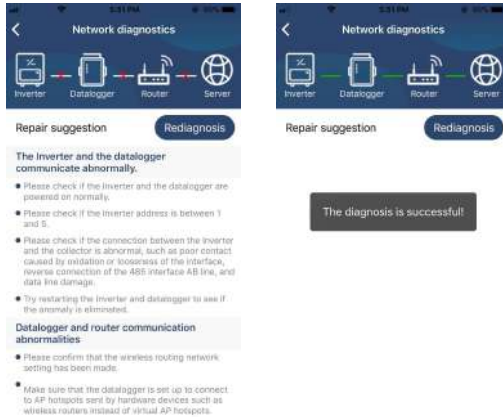 5:31 PM
Network diagnostics
Inverter Datalogger Router Server
Repair suggestion Rediagnosis
The Inverter and the datalogger
communicate abnormally.
Please check if the Inverter and the datalogger are
powered on normally.
Please check if the Inverter address is between 1
and 5.
Please check if the connection between the Inverter
and the collector is abnormal, such as poor contact
caused by oxidation or looseness of the interface,
reverse connection of the 485 interface AB line, and
data line damage.
Try restarting the inverter and datalogger to see if
the anomaly is eliminated.
Datalogger and router communication
abnormalities
Please confirm that the wireless routing network
setting has been made.
Make sure that the datalogger is set up to connect
to AP hotspots sent by hardware devices such as
wireless routers instead of virtual AP hotspots.
5:31 PM
Network diagnostics
Inverter Datalogger Router Server
Repair suggestion Rediagnosis
The diagnosis is successful!